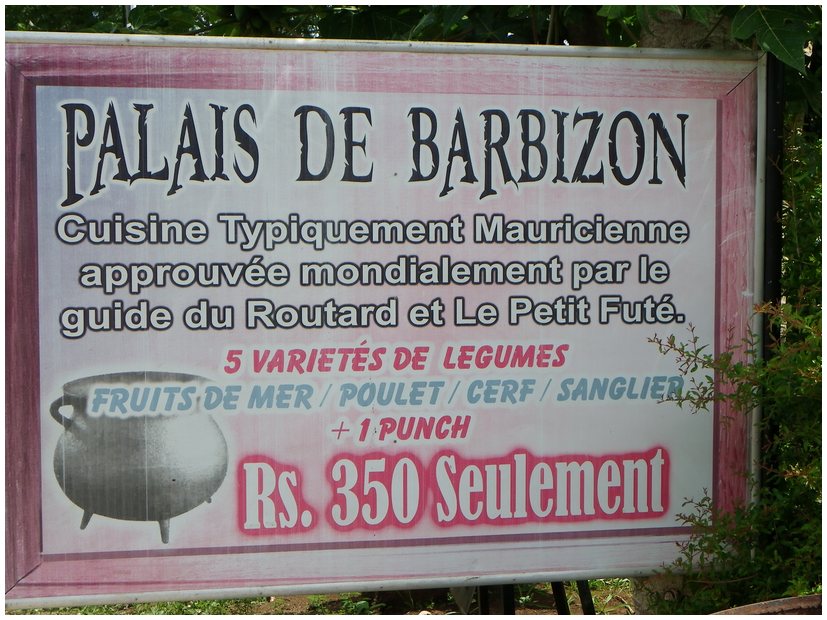 PALAIS DE BARBIZON
Cuisine Typiquement Mauricienne
approuvée mondialement par le
guide du Routard et Le Petit Futé.
5 VARIETÉS DE LEGUMES
FRUITS DE MER / POULET / CERF / SANGLIER
+ 1 PUNCH
Rs. 350 Seulement